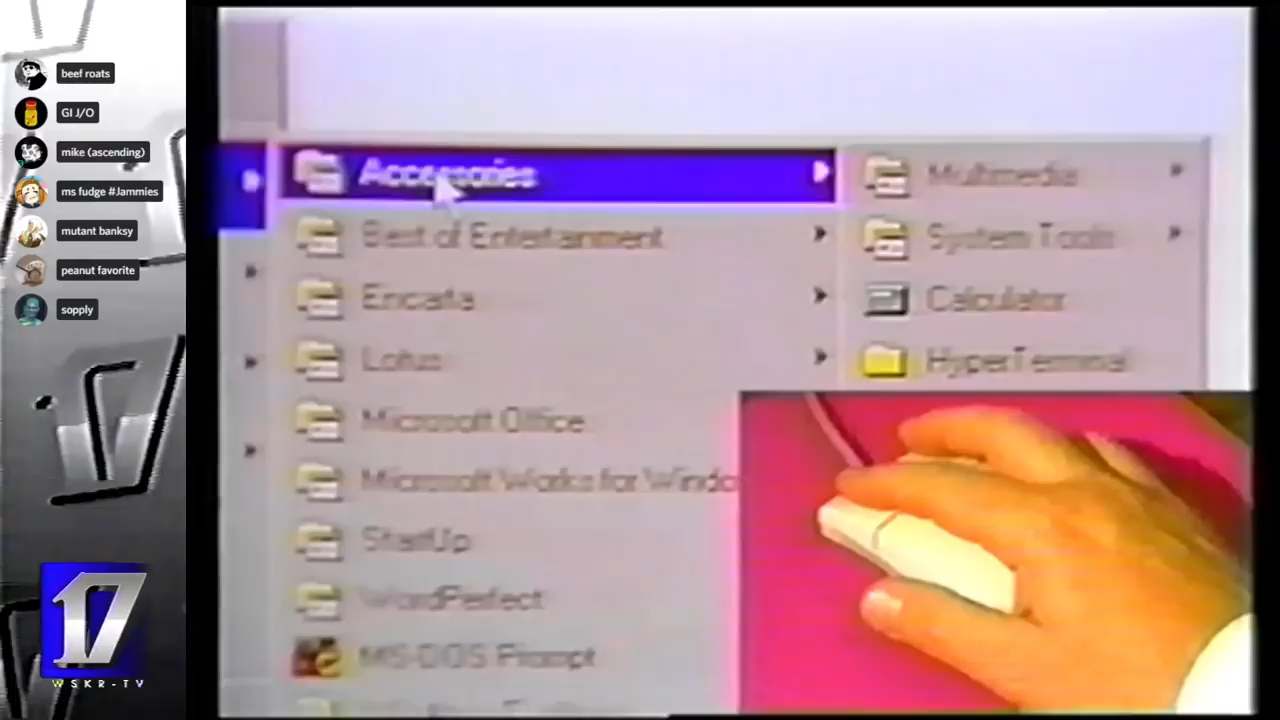 beef roats
GI J/O
mike (ascending)
ms fudge #Jammies
mutant banksy
peanut favorite
sopply
17
WSKR-TV
Accessories
Best of Entertainment
Encarta
Lotus
Microsoft Office
Microsoft Works for Windo
StartUp
WordPerfect
MS-DOS Prompt
Multimedia
System Tools
Calculator
HyperTerminal